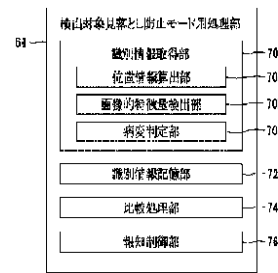 検出対象見落とし防止モード用処理部
識別情報取得部
位置情報算出部
画像的特徴量検出部
病変判定部
識別情報記憶部
比較処理部
報知制御部
70
70
70
70
72
74
76